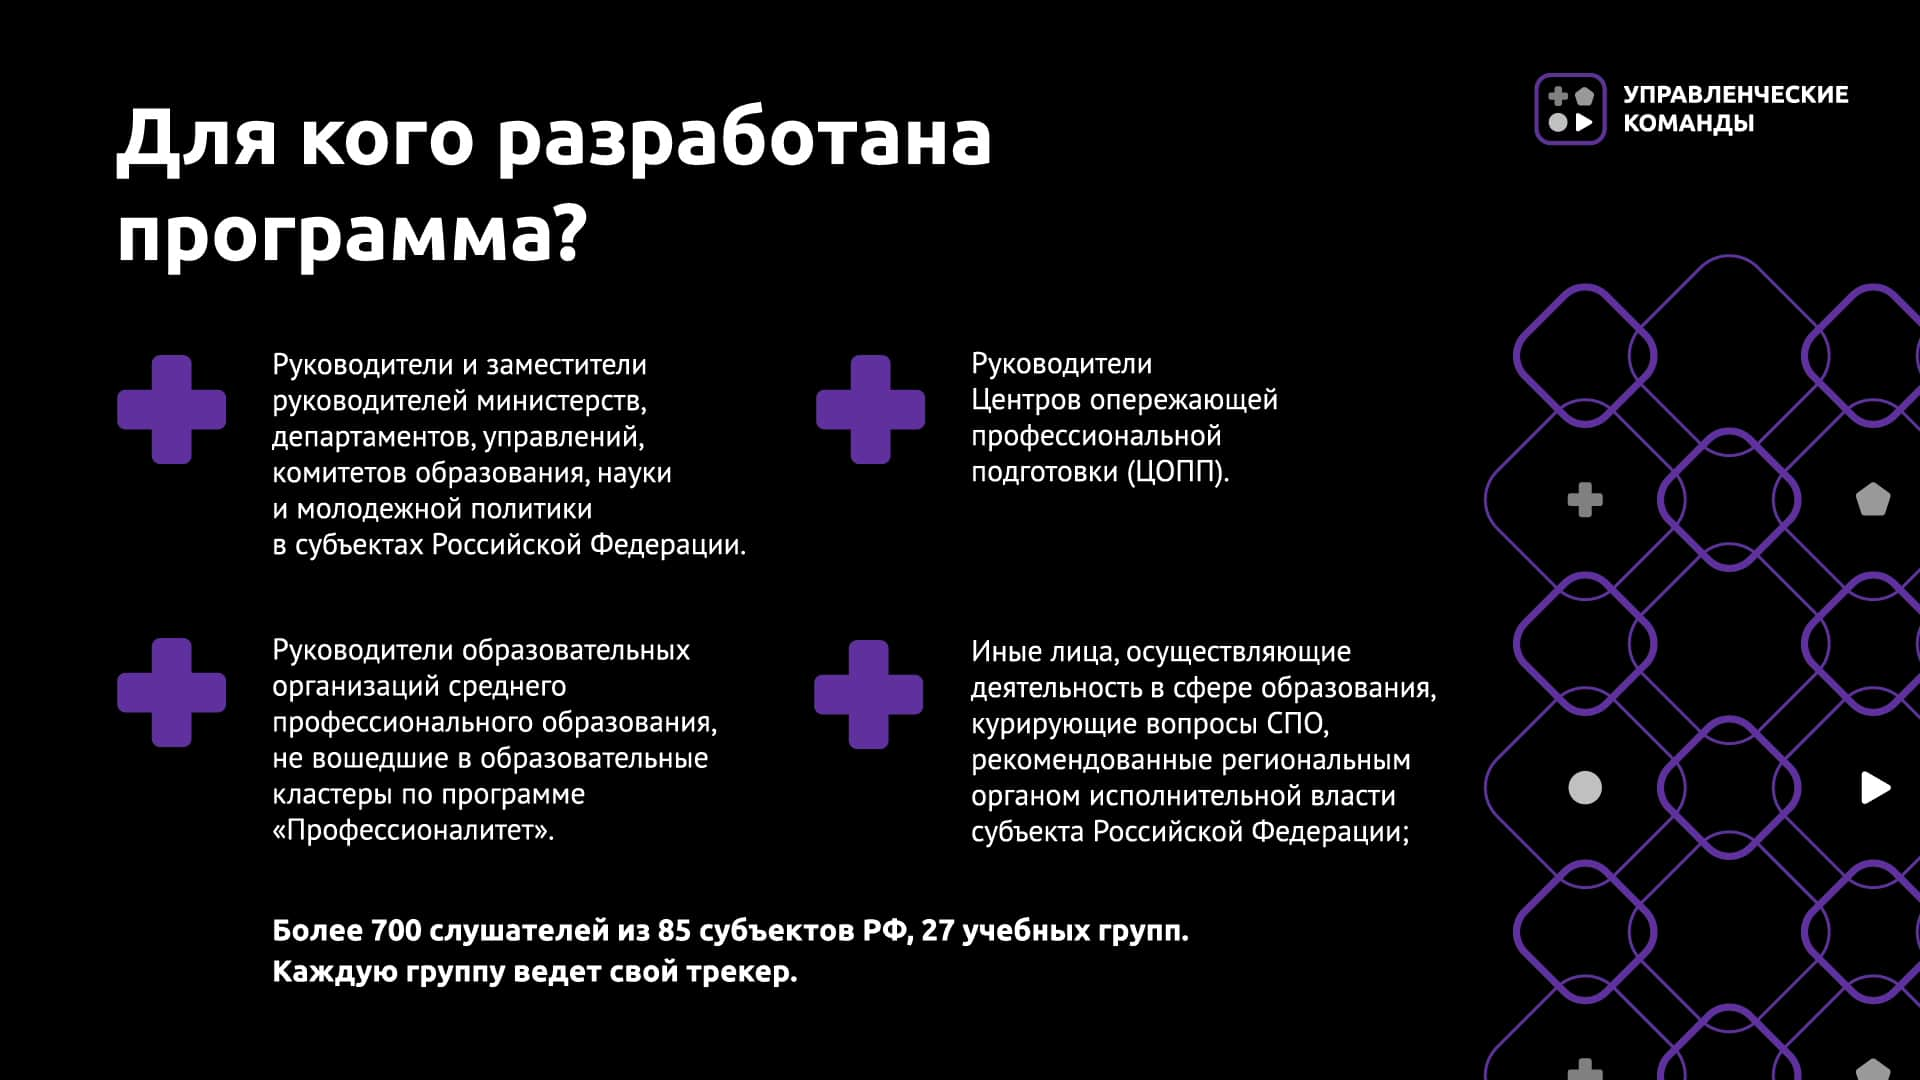 Для кого разработана
программа?
УПРАВЛЕНЧЕСКИЕ
КОМАНДЫ
Руководители и заместители
руководителей министерств,
департаментов, управлений,
комитетов образования, науки
и молодежной политики
в субъектах Российской Федерации.
Руководители
Центров опережающей
профессиональной
подготовки (ЦОПП).
Руководители образовательных
организаций среднего
профессионального образования,
не вошедшие в образовательные
кластеры по программе
«Профессионалитет».
Иные лица, осуществляющие
деятельность в сфере образования,
курирующие вопросы СПО,
рекомендованные региональным
органом исполнительной власти
субъекта Российской Федерации;
Более 700 слушателей из 85 субъектов РФ, 27 учебных групп.
Каждую группу ведет свой трекер.